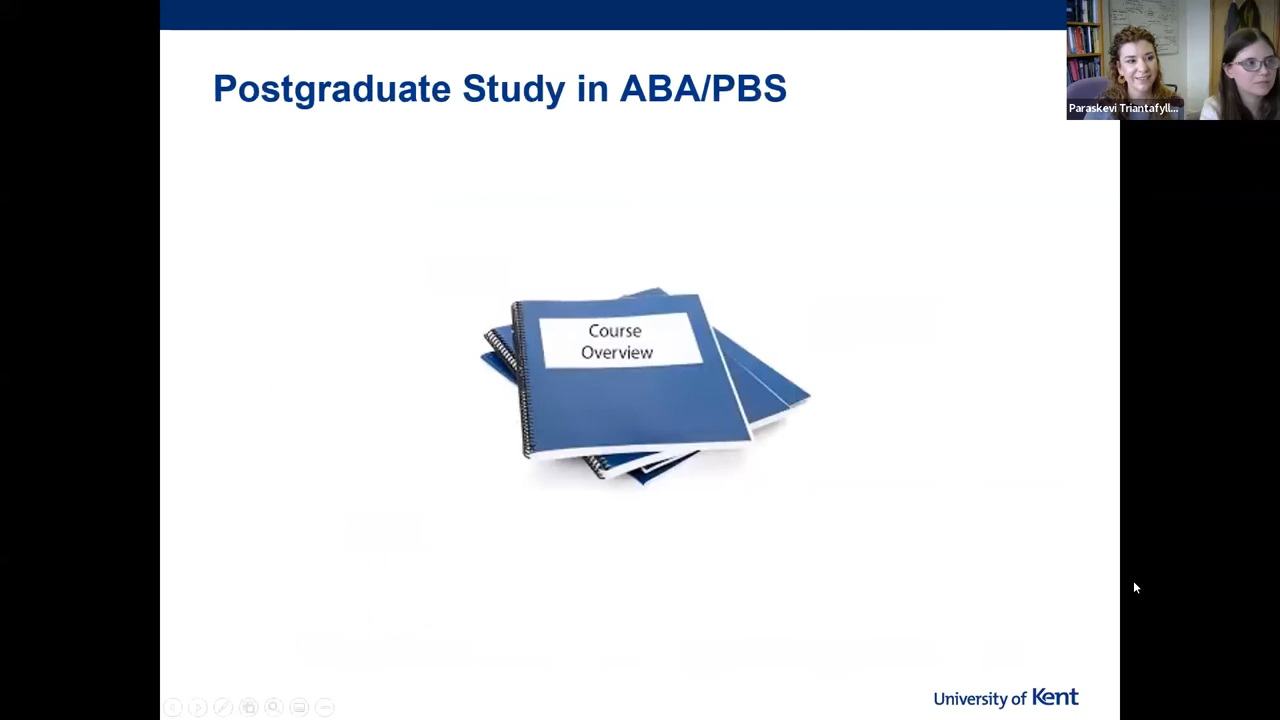 Postgraduate Study in ABA/PBS
Paraskevi Triantafyll...
Course
Overview
University of Kent